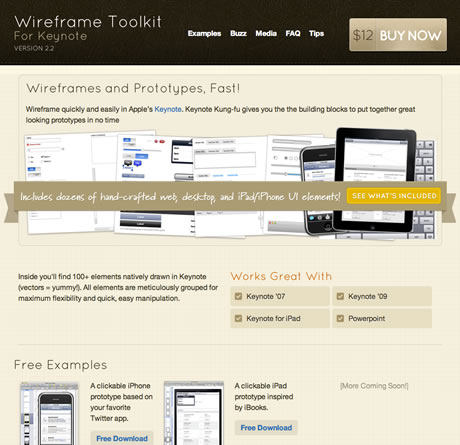 Wireframe Toolkit
For Keynote
VERSION 2.2
Examples Buzz Media FAQ Tips
$12 BUY NOW
Wireframes and Prototypes, Fast!
Wireframe quickly and easily in Apple's Keynote. Keynote Kung-fu gives you the the building blocks to put together great
looking prototypes in no time
Includes dozens of hand-crafted web, desktop, and iPad/iPhone UI elements!
SEE WHAT'S INCLUDED
Inside you'll find 100+ elements natively drawn in Keynote
(vectors = yummy!). All elements are meticulously grouped for
maximum flexibility and quick, easy manipulation.
Works Great With
Keynote '07
Keynote '09
Keynote for iPad
Powerpoint
Free Examples
A clickable iPhone
prototype based on
your favorite
Twitter app.
Free Download
A clickable iPad
prototype inspired
by iBooks.
Free Download
[More Coming Soon!]